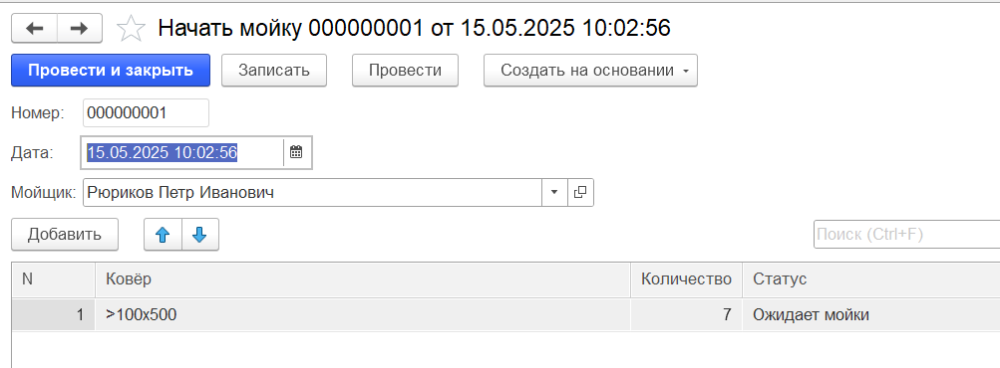 Начать мойку 000000001 от 15.05.2025 10:02:56
Провести и закрыть Записать Провести Создать на основании
Номер: 000000001
Дата: 15.05.2025 10:02:56
Мойщик: Рюриков Петр Иванович
Добавить Поиск (Ctrl+F)
N Ковёр Количество Статус
1 >100x500 7 Ожидает мойки